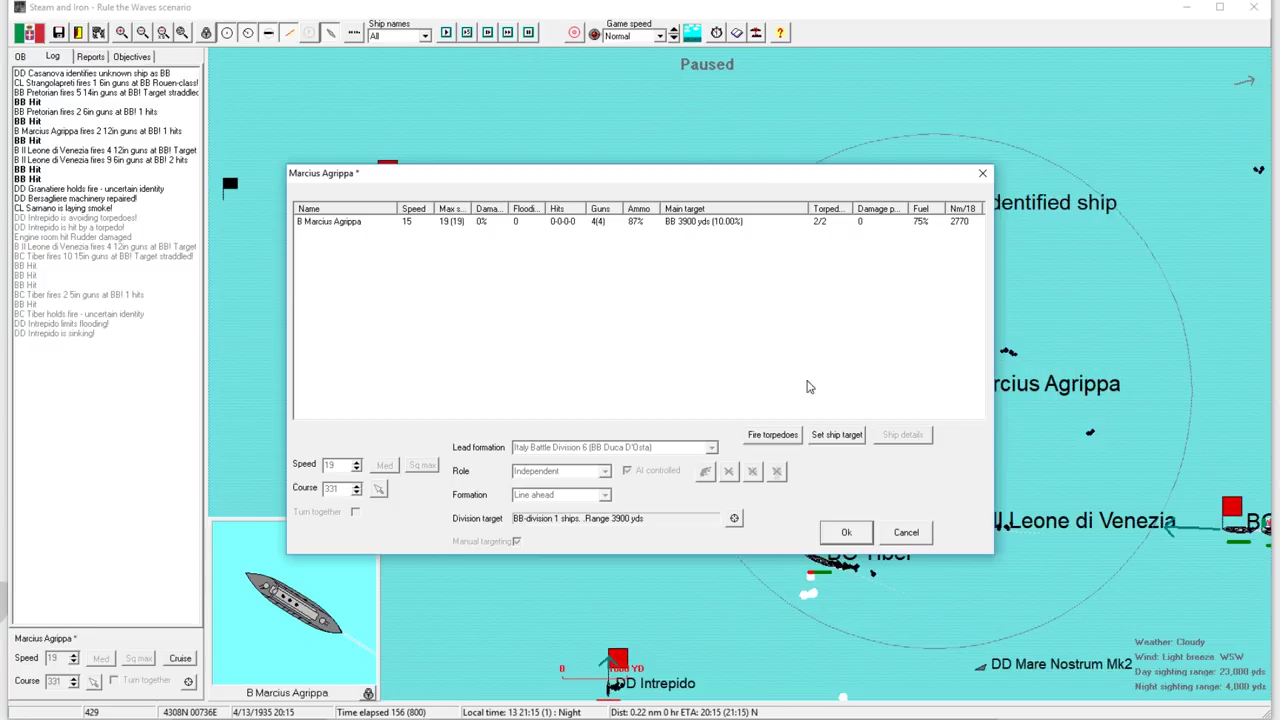 Steam and Iron - Rule the Waves scenario
Ship names
All
Game speed
Normal
OB Log Reports Objectives
DD Casanova identifies unknown ship as BB
CL Strangolapreti fires 1 6in guns at BB Rouen-class!
BB Pretorian fires 5 14in guns at BB! Target straddled
BB Hit
BB Pretorian fires 2 6in guns at BB! 1 hits
BB Hit
B Marcius Agrippa fires 2 12in guns at BB! 1 hits
BB Hit
B Il Leone di Venezia fires 4 12in guns at BB! Target
B Il Leone di Venezia fires 9 6in guns at BB! 2 hits
BB Hit
BB Hit
DD Granatiere holds fire - uncertain identity
DD Bersagliere machinery repaired!
CL Sarnano is laying smoke!
DD Intrepido is avoiding torpedoes!
DD Intrepido is hit by a torpedo!
Engine room hit Rudder damaged
B Il Leone di Venezia fires 4 12in guns at BB! Target
BC Tiber fires 10 15in guns at BB! Target straddled!
BB Hit
BB Hit
BB Hit
BC Tiber fires 2 5in guns at BB! 1 hits
BB Hit
BC Tiber holds fire - uncertain identity
DD Intrepido limits flooding!
DD Intrepido is sinking!
Paused
dentified ship
rcius Agrippa
Il Leone di Venezia
BC
BC Tiber
DD Mare Nostrum Mk2
DD Intrepido
0 1000 YD
Marcius Agrippa *
Name Speed Max s... Dama... Floodi... Hits Guns Ammo Main target Torped... Damage p... Fuel Nm/18
B Marcius Agrippa 15 19 (19) 0% 0-0-0-0 4(4) 87% BB 3900 yds (10.00%) 2/2 0 75% 2770
Fire torpedoes Set ship target Ship details
Lead formation Italy Battle Division 6 (BB Duca D'Osta)
Speed 19 Med Sq max
Role Independent AI controlled
Course 331
Formation Line ahead
Turn together
Division target BB-division 1 ships. .Range 3900 yds
Manual targeting
Ok Cancel
Weather: Cloudy
Wind: Light breeze. WSW
Day sighting range: 23,000 yds
Night sighting range: 4,000 yds
Marcius Agrippa *
Speed 19 Med Sq max Cruise
Course 331 Turn together
B Marcius Agrippa
429 4308N 00736E 4/13/1935 20:15 Time elapsed 156 (800) Local time: 13 21:15 (1) : Night Dist: 0.22 nm 0 hr ETA: 20:15 (21:15) N